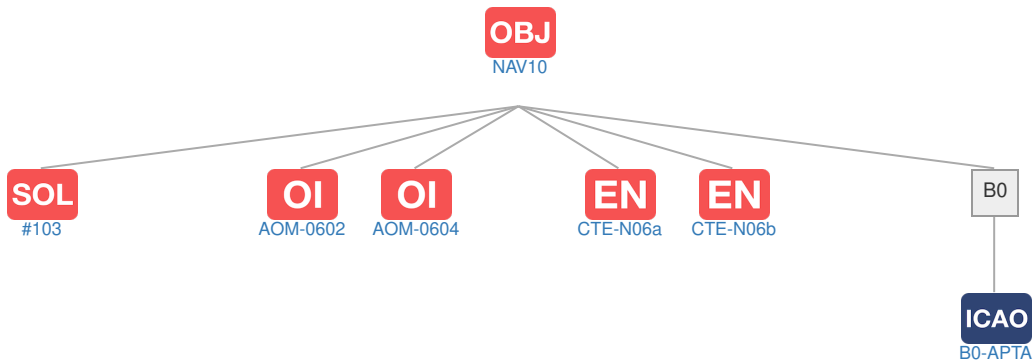 OBJ
NAV10
SOL
#103
OI
AOM-0602
OI
AOM-0604
EN
CTE-N06a
EN
CTE-N06b
B0
ICAO
B0-APTA